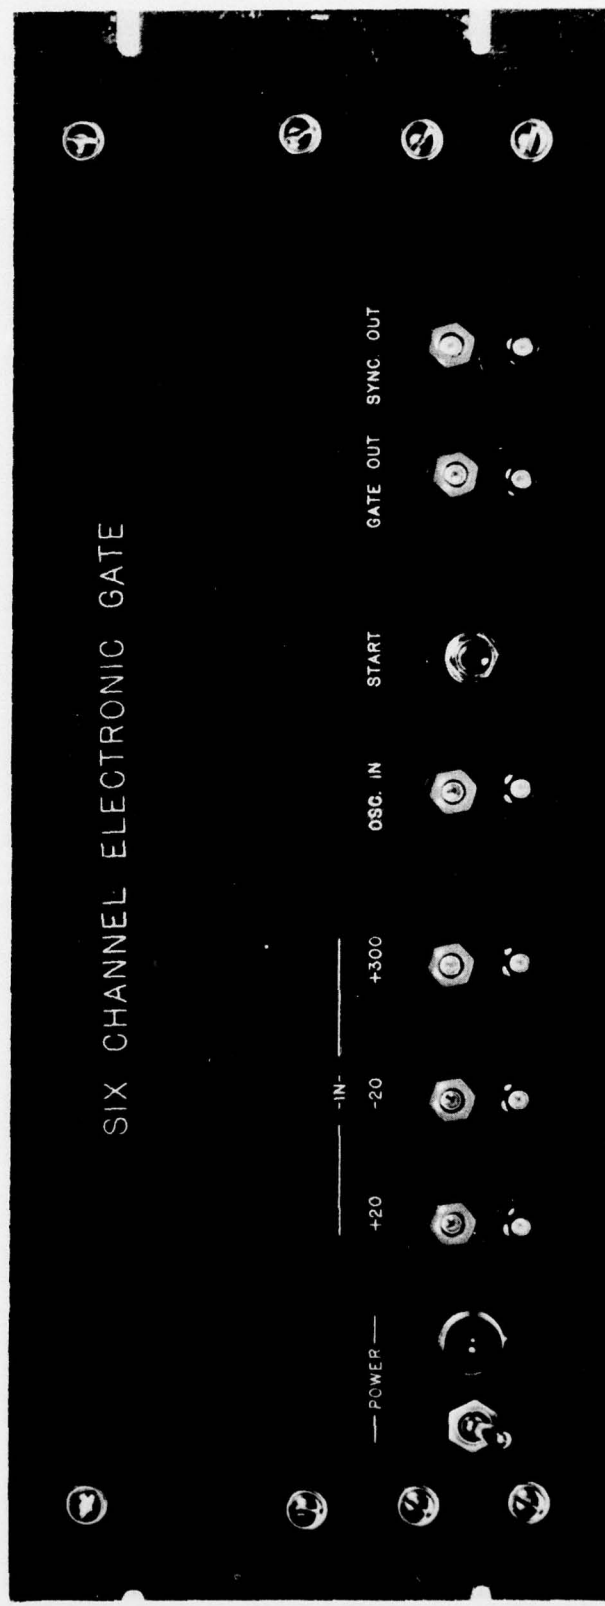 SIX CHANNEL ELECTRONIC GATE
-IN-
POWER
+20
-20
+300
OSC. IN
START
GATE OUT
SYNC. OUT